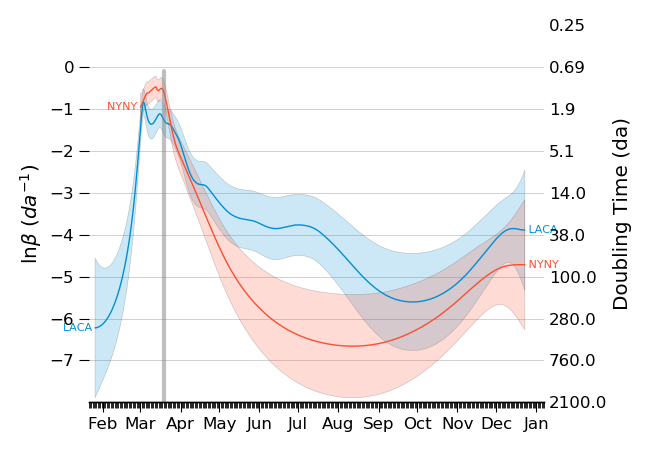 0.25
0 0.69
NYNY
−1 1.9
−2 5.1
−3 14.0
LACA
−4 38.0
NYNY
−5 100.0
LACA
−6 280.0
−7 760.0
2100.0
Feb Mar Apr May Jun Jul Aug Sep Oct Nov Dec Jan
lnβ (da⁻¹)
Doubling Time (da)